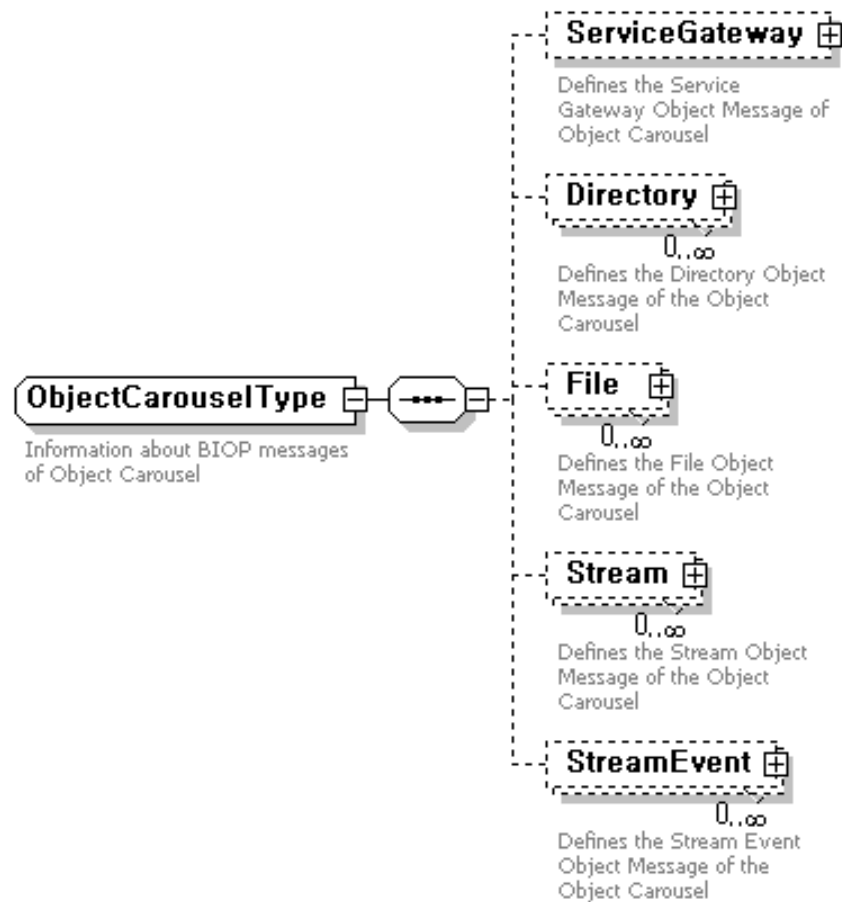 ServiceGateway
Defines the Service
Gateway Object Message of
Object Carousel
Directory
0..∞
Defines the Directory Object
Message of the Object
Carousel
ObjectCarouselType
Information about BIOP messages
of Object Carousel
File
0..∞
Defines the File Object
Message of the Object
Carousel
Stream
0..∞
Defines the Stream Object
Message of the Object
Carousel
StreamEvent
0..∞
Defines the Stream Event
Object Message of the
Object Carousel